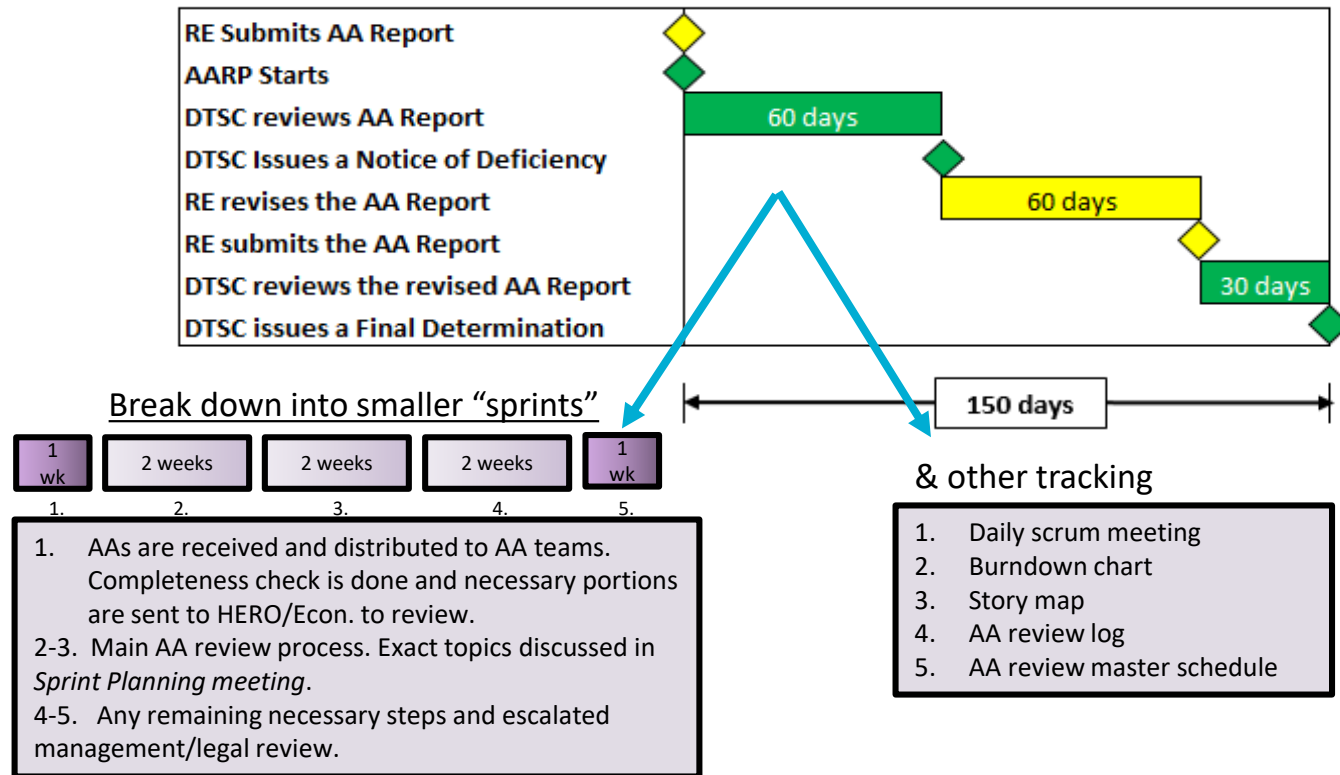 RE Submits AA Report
AARP Starts
DTSC reviews AA Report
60 days
DTSC Issues a Notice of Deficiency
RE revises the AA Report
60 days
RE submits the AA Report
DTSC reviews the revised AA Report
30 days
DTSC issues a Final Determination
150 days
Break down into smaller “sprints”
1
wk
2 weeks
2 weeks
2 weeks
1
wk
1.
2.
3.
4.
5.
1. AAs are received and distributed to AA teams.
Completeness check is done and necessary portions
are sent to HERO/Econ. to review.
2-3. Main AA review process. Exact topics discussed in
Sprint Planning meeting.
4-5. Any remaining necessary steps and escalated
management/legal review.
& other tracking
1. Daily scrum meeting
2. Burndown chart
3. Story map
4. AA review log
5. AA review master schedule